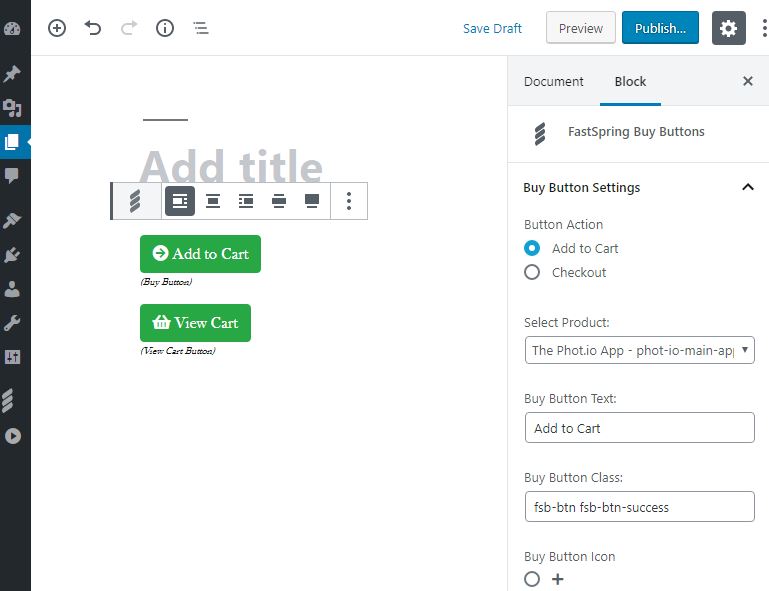 Save Draft
Preview
Publish...
Document
Block
FastSpring Buy Buttons
Add title
Buy Button Settings
Button Action
Add to Cart
Checkout
Add to Cart
(Buy Button)
View Cart
(View Cart Button)
Select Product:
The Phot.io App - phot-io-main-app
Buy Button Text:
Add to Cart
Buy Button Class:
fsb-btn fsb-btn-success
Buy Button Icon